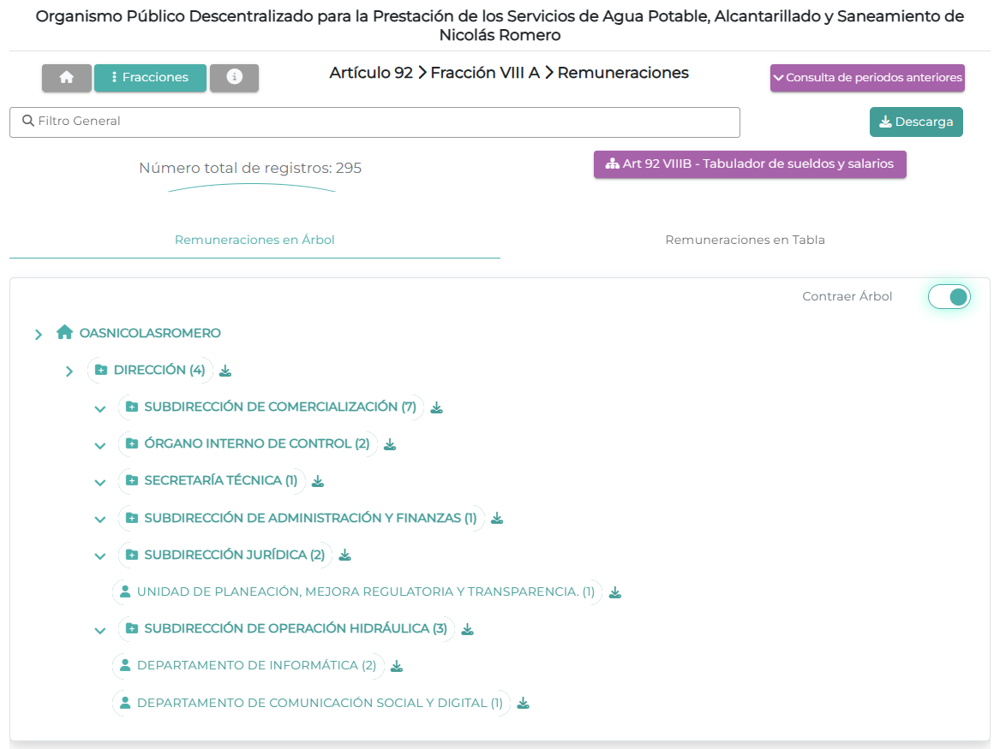 Organismo Público Descentralizado para la Prestación de los Servicios de Agua Potable, Alcantarillado y Saneamiento de
Nicolás Romero
Fracciones
Artículo 92 > Fracción VIII A > Remuneraciones
Consulta de periodos anteriores
Filtro General
Descarga
Número total de registros: 295
Art 92 VIIIB - Tabulador de sueldos y salarios
Remuneraciones en Árbol
Remuneraciones en Tabla
Contraer Árbol
OASNICOLASROMERO
DIRECCIÓN (4)
SUBDIRECCIÓN DE COMERCIALIZACIÓN (7)
ÓRGANO INTERNO DE CONTROL (2)
SECRETARÍA TÉCNICA (1)
SUBDIRECCIÓN DE ADMINISTRACIÓN Y FINANZAS (1)
SUBDIRECCIÓN JURÍDICA (2)
UNIDAD DE PLANEACIÓN, MEJORA REGULATORIA Y TRANSPARENCIA. (1)
SUBDIRECCIÓN DE OPERACIÓN HIDRÁULICA (3)
DEPARTAMENTO DE INFORMÁTICA (2)
DEPARTAMENTO DE COMUNICACIÓN SOCIAL Y DIGITAL (1)